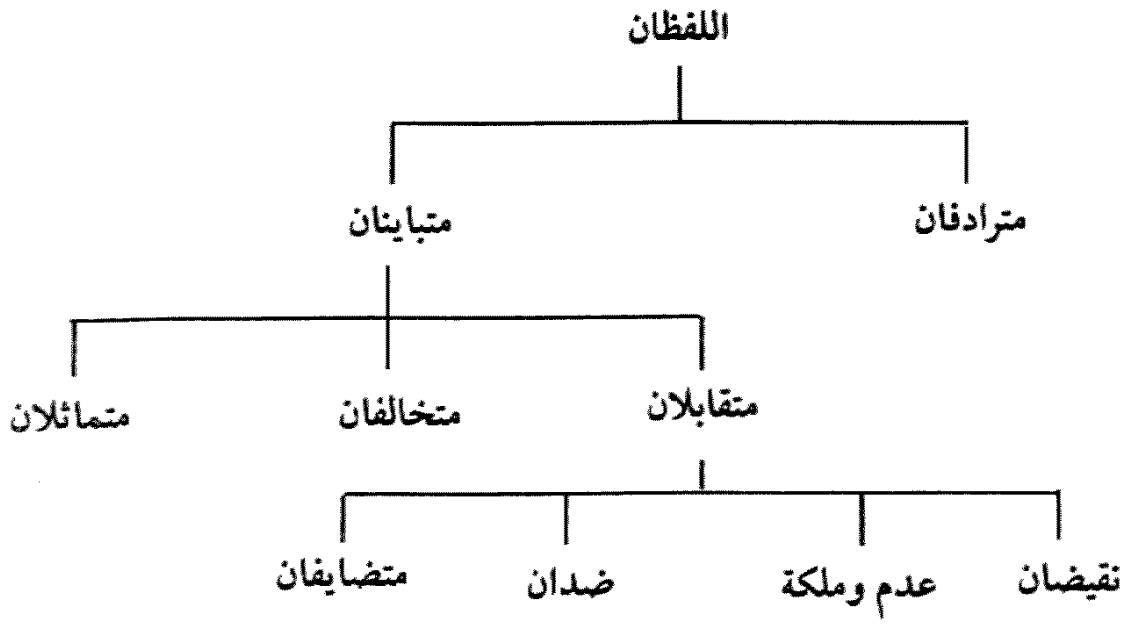 اللفظان
مترادفان متباينان
متقابلان متخالفان متماثلان
نقيضان عدم وملكة ضدان متضايفان